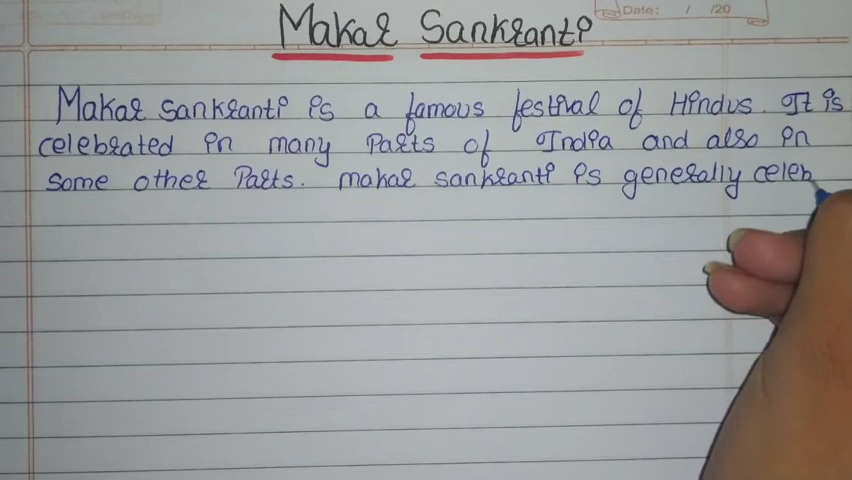 Date: / /20
Makar Sankranti
Makar Sankranti is a famous festival of Hindus. It is
celebrated in many Parts of India and also in
some other Parts. Makar sankranti is generally celeb